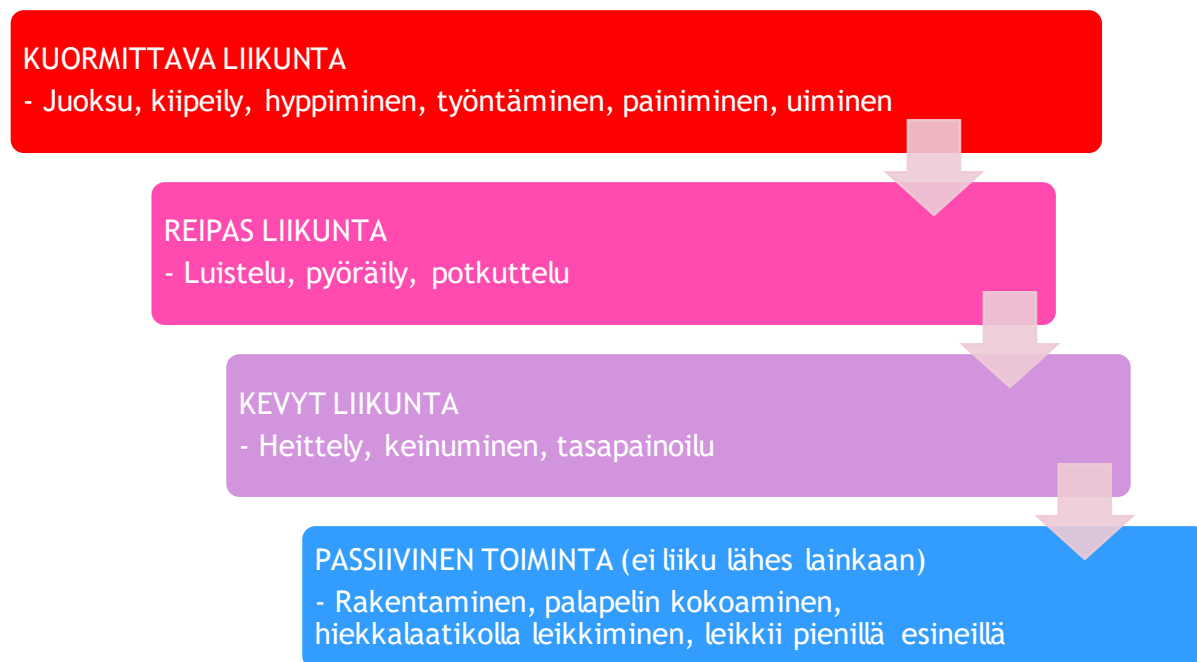 KUORMITTAVA LIIKUNTA
- Juoksu, kiipeily, hyppiminen, työntäminen, painiminen, uiminen
REIPAS LIIKUNTA
- Luistelu, pyöräily, potkuttelu
KEVYT LIIKUNTA
- Heittely, keinuminen, tasapainoilu
PASSIIVINEN TOIMINTA (ei liiku lähes lainkaan)
- Rakentaminen, palapelin kokoaminen,
hiekkalaatikolla leikkiminen, leikkii pienillä esineillä